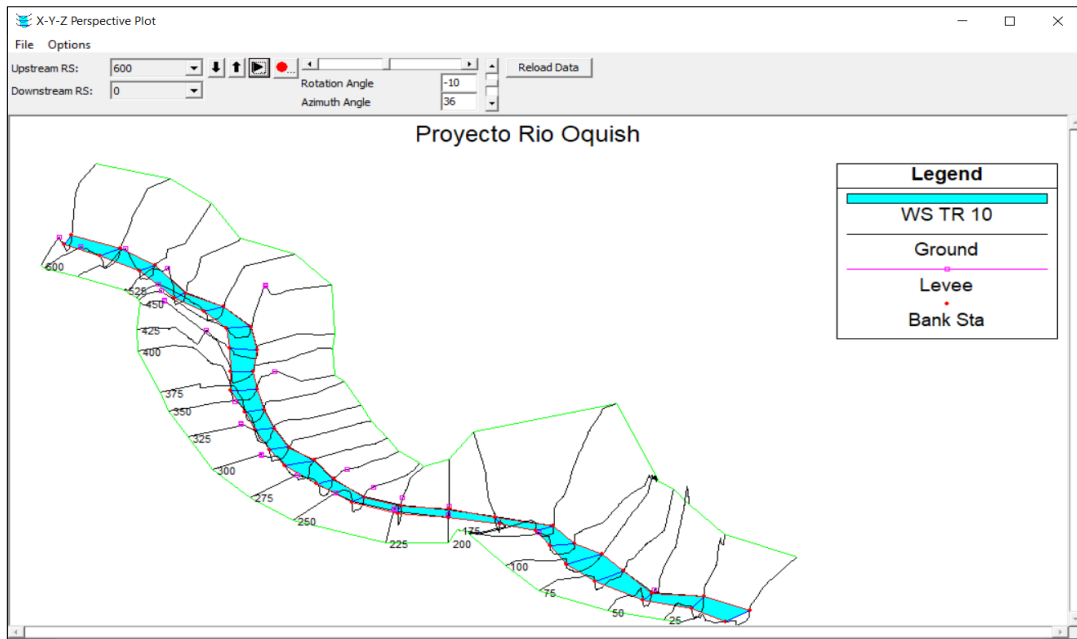 X-Y-Z Perspective Plot
File Options
Upstream RS: 600
Downstream RS: 0
Rotation Angle -10
Azimuth Angle 36
Reload Data
Proyecto Rio Oquish
Legend
WS TR 10
Ground
Levee
Bank Sta
600
525
450
425
400
375
350
325
300
275
250
225
200
175
100
75
50
25